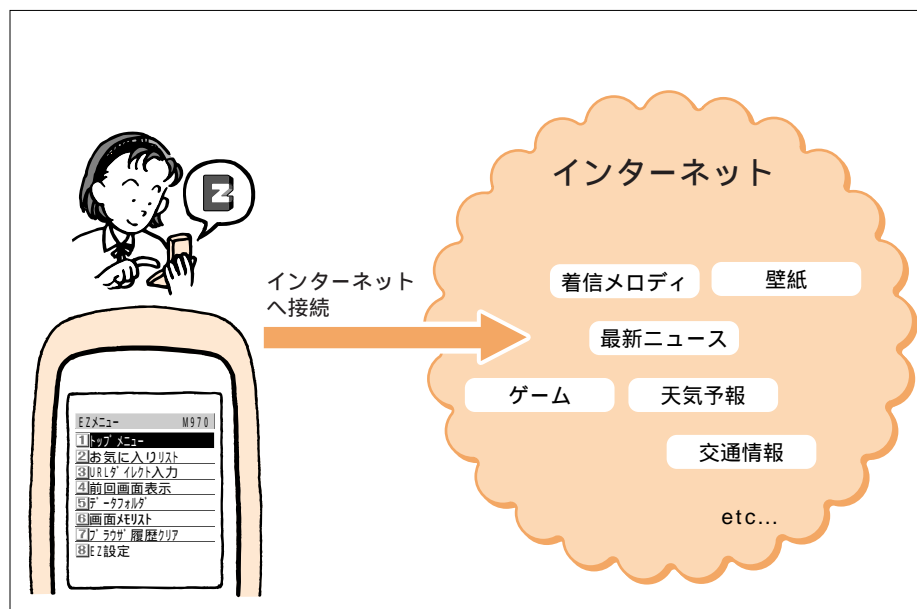 インターネット
着信メロディ
壁紙
最新ニュース
ゲーム
天気予報
交通情報
etc...
インターネット
へ接続
Z
EZメニュー M970
1トップメニュー
2お気に入りリスト
3URLダイレクト入力
4前回画面表示
5データフォルダ
6画面メモリスト
7ブラウザ履歴クリア
8EZ設定